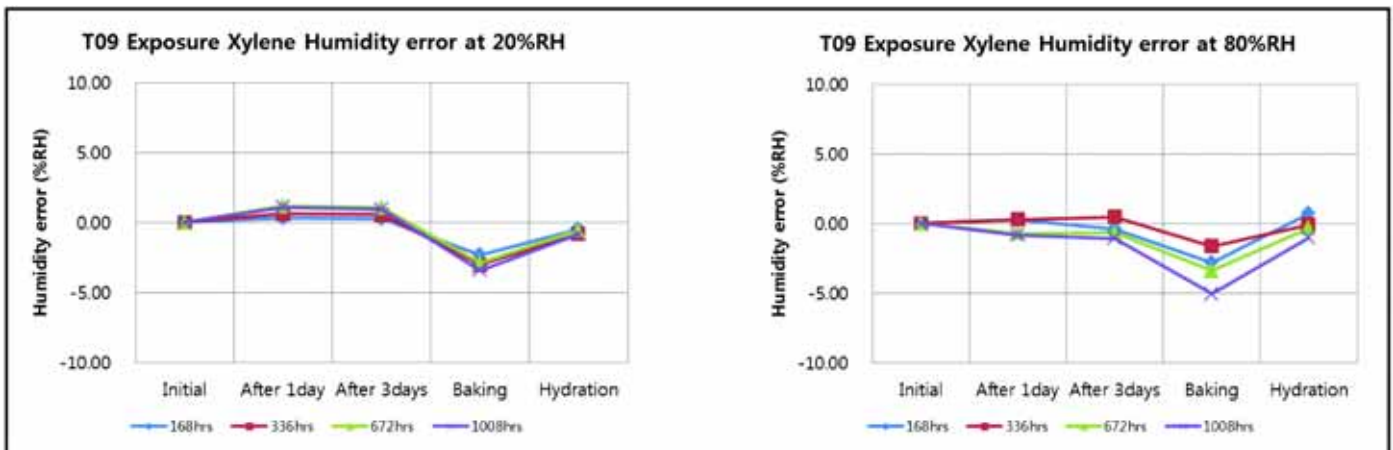 T09 Exposure Xylene Humidity error at 20%RH
Humidity error (%RH)
10.00
5.00
0.00
-5.00
-10.00
Initial After 1day After 3days Baking Hydration
168hrs 336hrs 672hrs 1008hrs
T09 Exposure Xylene Humidity error at 80%RH
Humidity error (%RH)
10.00
5.00
0.00
-5.00
-10.00
Initial After 1day After 3days Baking Hydration
168hrs 336hrs 672hrs 1008hrs